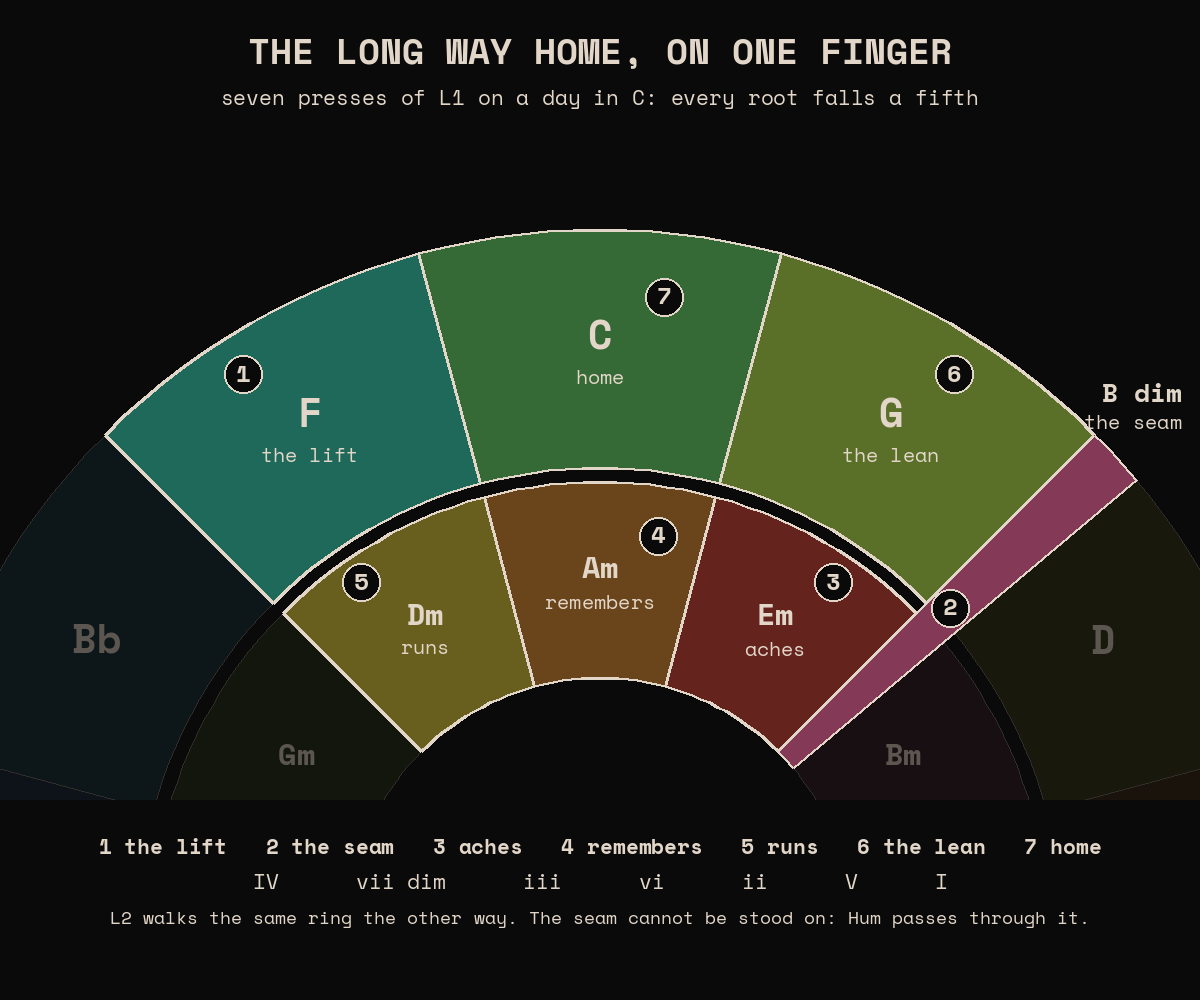 THE LONG WAY HOME, ON ONE FINGER
seven presses of L1 on a day in C: every root falls a fifth
7
C
home
1
F
the lift
6
G
the lean
B dim
the seam
4
Am
remembers
5
Dm
runs
3
Em
aches
2
Bb
D
Gm
Bm
1 the lift 2 the seam 3 aches 4 remembers 5 runs 6 the lean 7 home
IV vii dim iii vi ii V I
L2 walks the same ring the other way. The seam cannot be stood on: Hum passes through it.